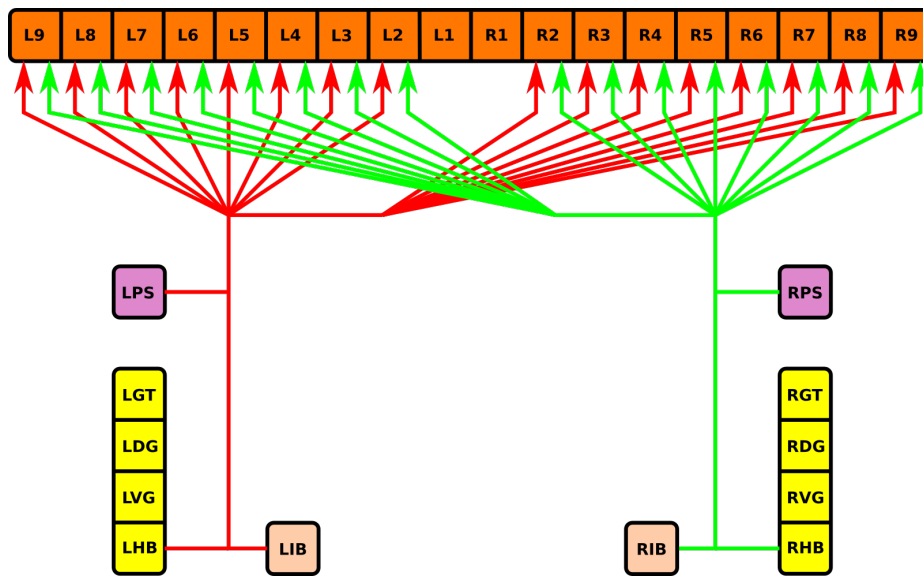 L9 L8 L7 L6 L5 L4 L3 L2 L1 R1 R2 R3 R4 R5 R6 R7 R8 R9
LPS RPS
LGT RGT
LDG RDG
LVG RVG
LHB LIB RIB RHB